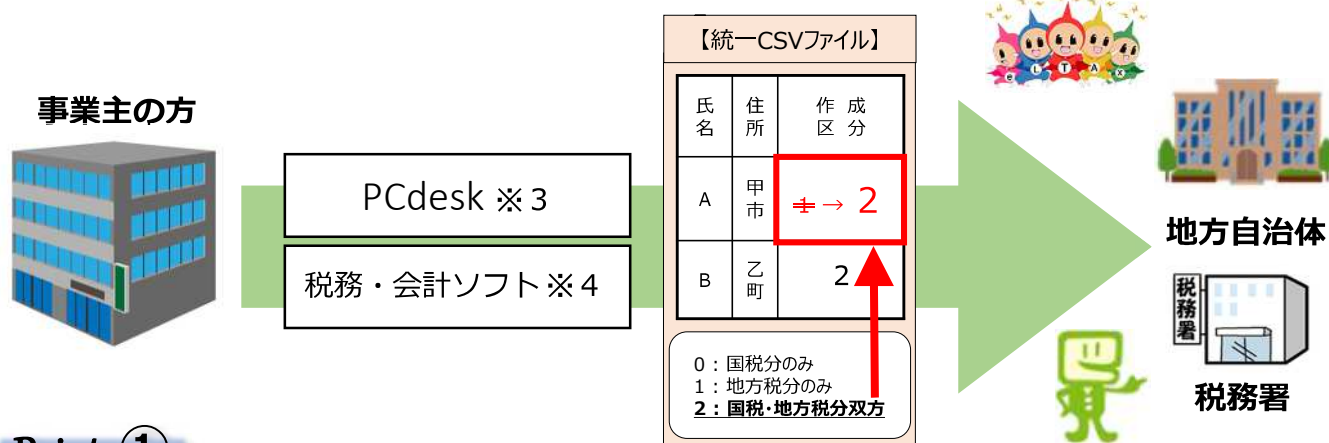 【統一CSVファイル】
事業主の方
氏名
住所
作成区分
PCdesk ※３
税務・会計ソフト※４
A
甲市
1 → 2
B
乙町
2
0：国税分のみ
1：地方税分のみ
2：国税・地方税分双方
e L T A x
地方自治体
税務署
税務署
Point ①